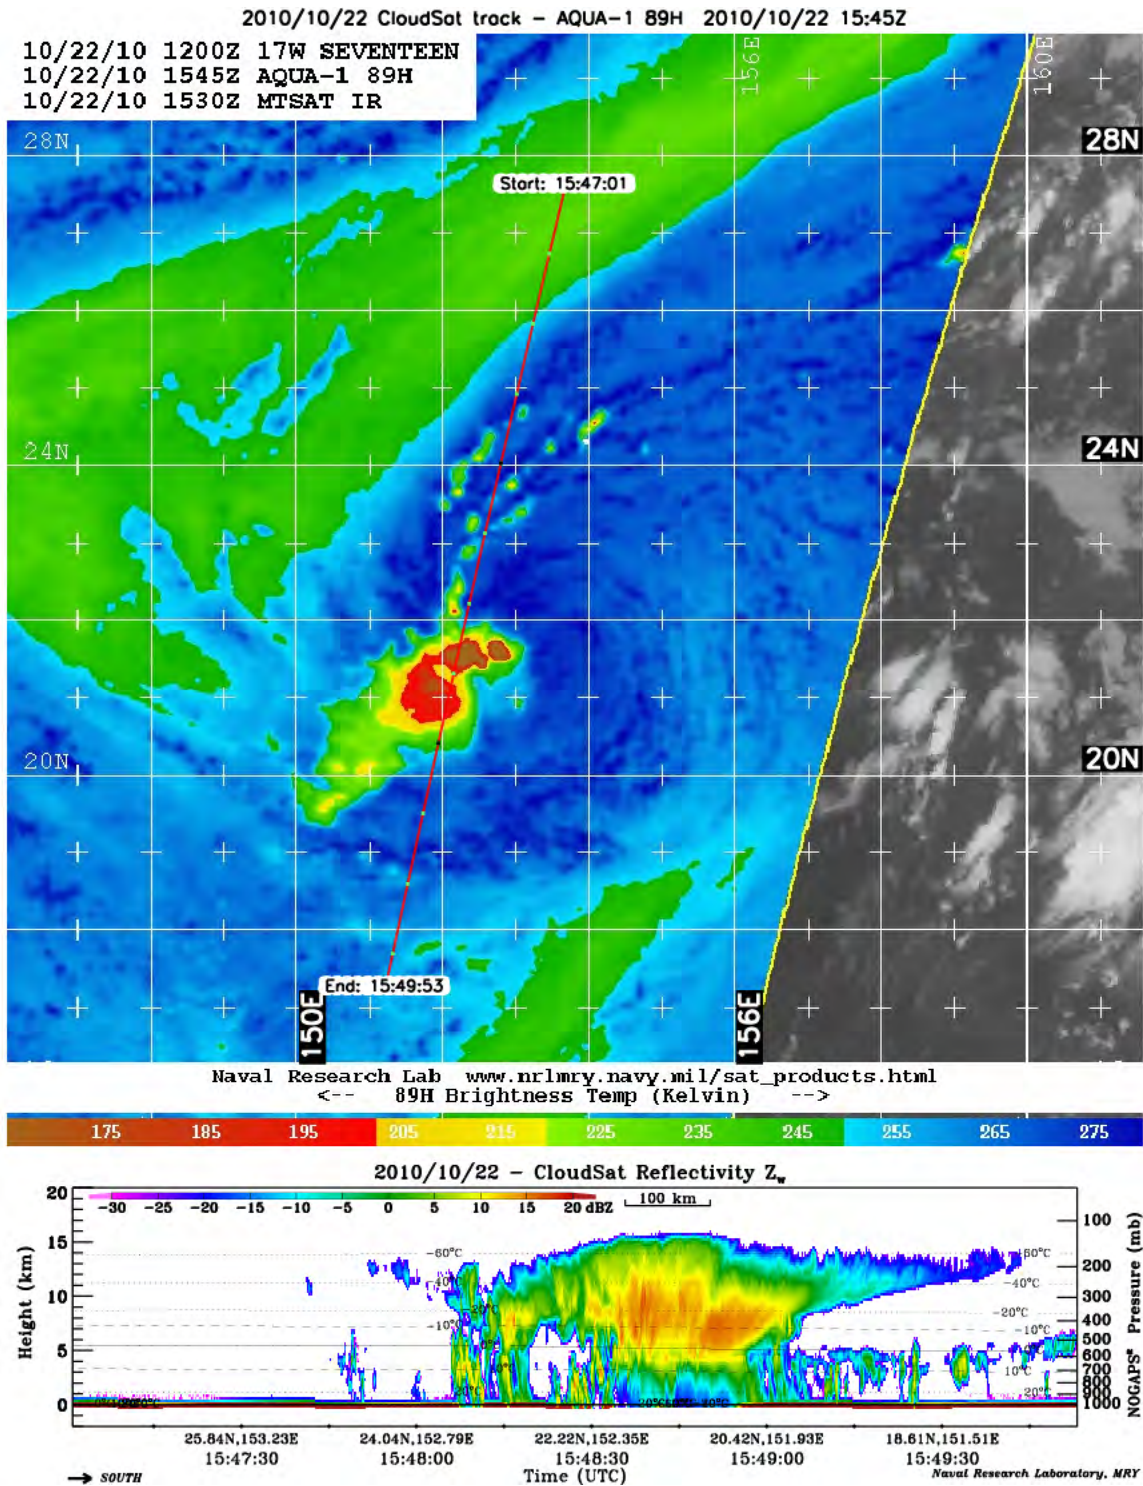 2010/10/22 CloudSat track - AQUA-1 89H 2010/10/22 15:45Z
10/22/10 1200Z 17W SEVENTEEN
10/22/10 1545Z AQUA-1 89H
10/22/10 1530Z MTSAT IR
156E
160E
28N
28N
Start: 15:47:01
24N
24N
20N
20N
End: 15:49:53
150E
156E
Naval Research Lab www.nrlmry.navy.mil/sat_products.html
<-- 89H Brightness Temp (Kelvin) -->
175 185 195 205 215 225 235 245 255 265 275
2010/10/22 - CloudSat Reflectivity Zw
-30 -25 -20 -15 -10 -5 0 5 10 15 20 dBZ 100 km
20
15
10
5
0
Height (km)
-60°C
-40°C
-20°C
-10°C
60°C
-40°C
-20°C
-10°C
0°C
10°C
20°C
100
200
300
400
500
600
700
800
900
1000
NOGAPS* Pressure (mb)
25.84N,153.23E 24.04N,152.79E 22.22N,152.35E 20.42N,151.93E 18.61N,151.51E
15:47:30 15:48:00 15:48:30 15:49:00 15:49:30
SOUTH
Time (UTC)
Naval Research Laboratory, MRY